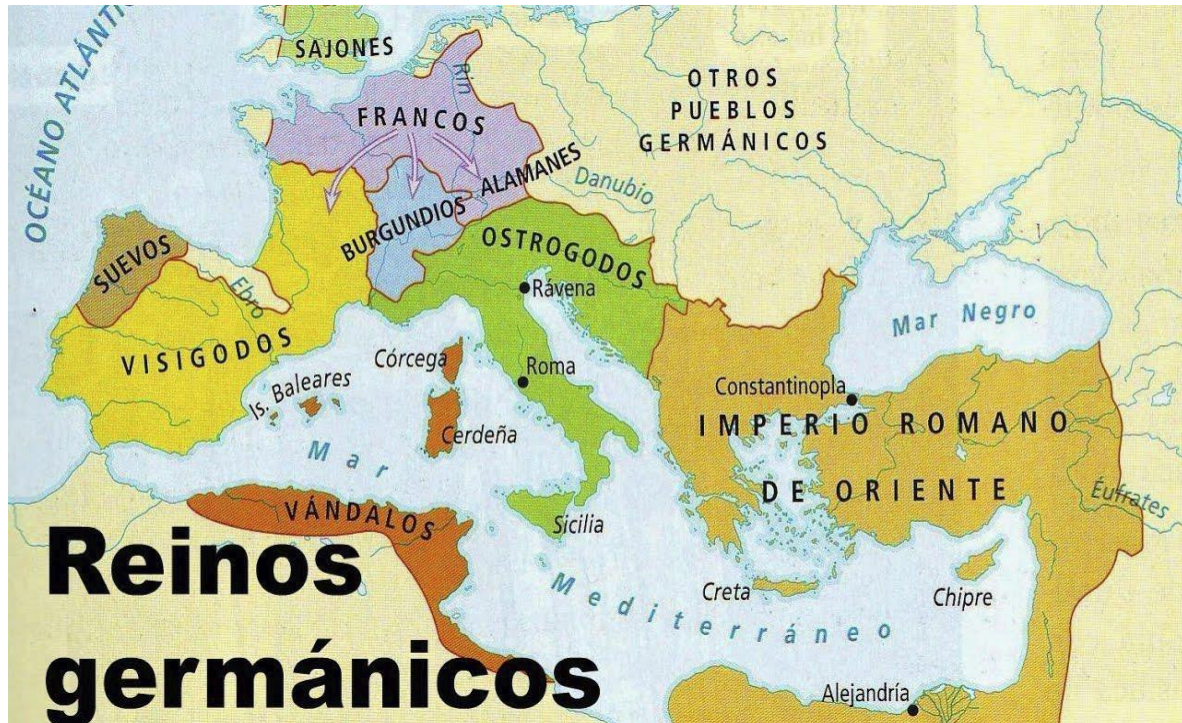 OCÉANO ATLÁNTIC
SAJONES
Rin
FRANCOS
OTROS
PUEBLOS
GERMÁNICOS
ALAMANES
Danubio
BURGUNDIOS
SUEVOS
OSTROGODOS
Ebro
Rávena
Mar Negro
VISIGODOS
Córcega
Roma
Constantinopla
Is. Baleares
Cerdeña
IMPERIO ROMANO
DE ORIENTE
Mar
Mediterráneo
Éufrates
VÁNDALOS
Sicilia
Creta
Chipre
Alejandría
Reinos
germánicos